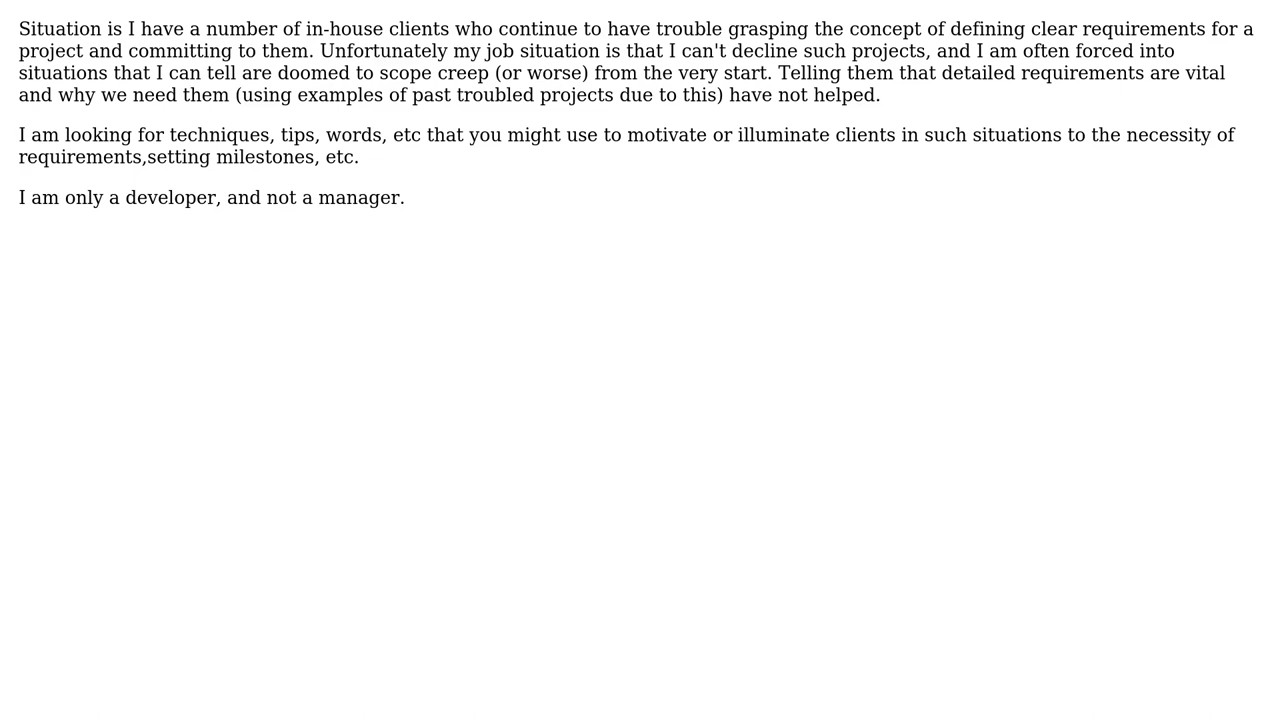 Situation is I have a number of in-house clients who continue to have trouble grasping the concept of defining clear requirements for a
project and committing to them. Unfortunately my job situation is that I can't decline such projects, and I am often forced into
situations that I can tell are doomed to scope creep (or worse) from the very start. Telling them that detailed requirements are vital
and why we need them (using examples of past troubled projects due to this) have not helped.
I am looking for techniques, tips, words, etc that you might use to motivate or illuminate clients in such situations to the necessity of
requirements,setting milestones, etc.
I am only a developer, and not a manager.